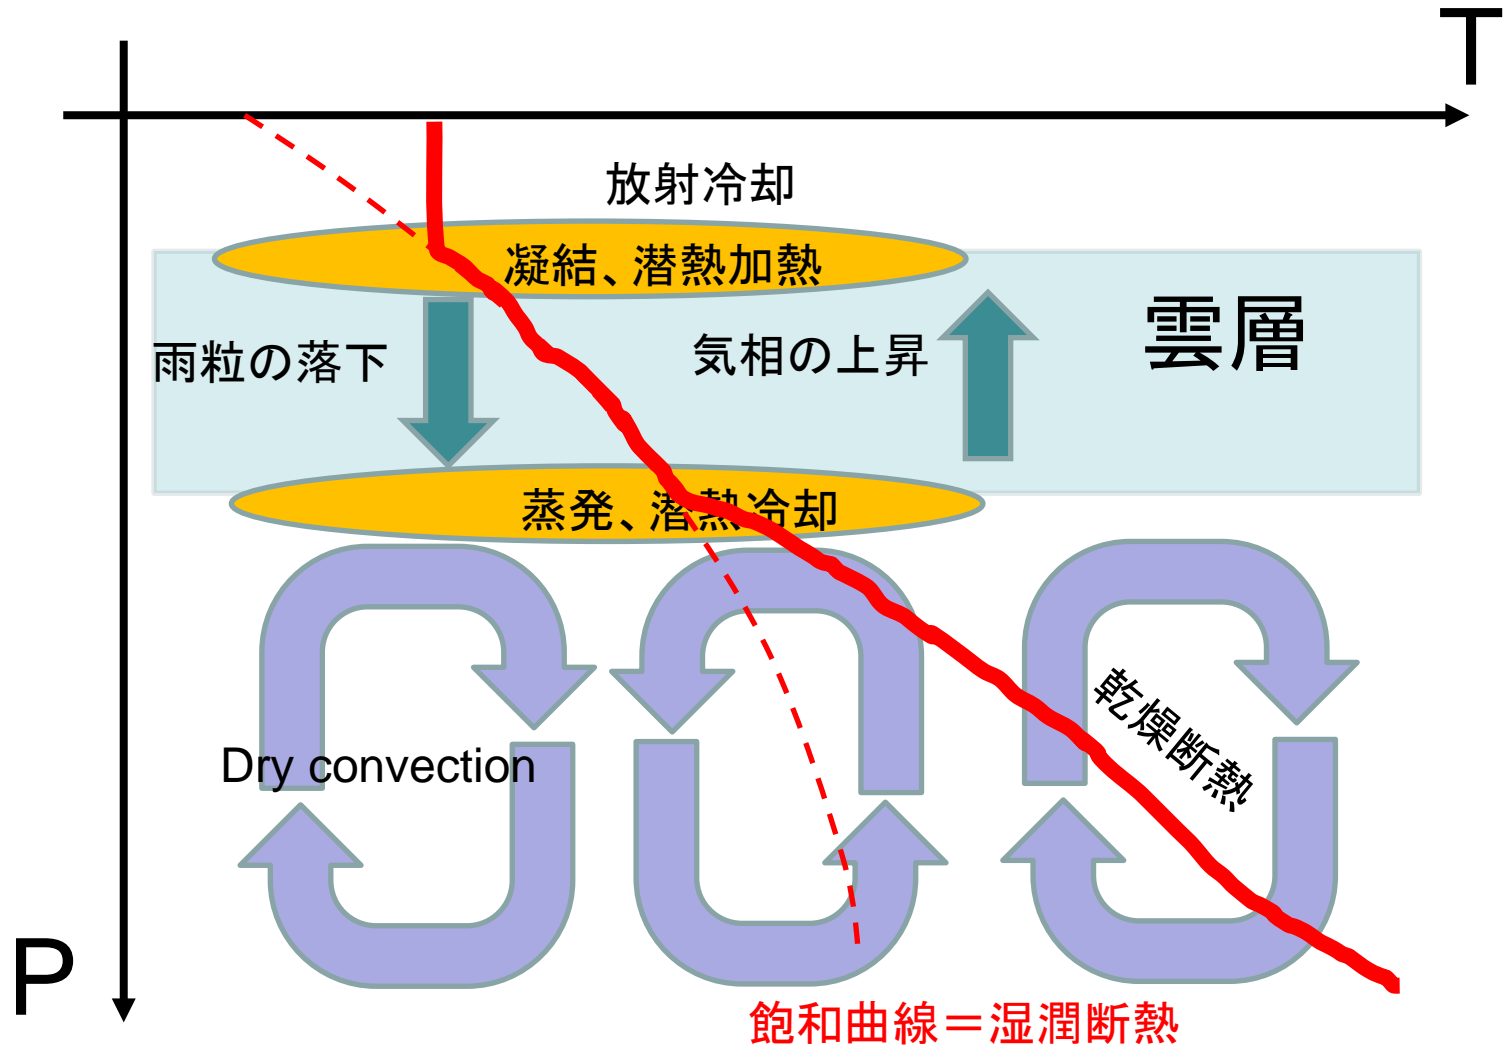 T
放射冷却
凝結、潜熱加熱
雲層
雨粒の落下
気相の上昇
蒸発、潜熱冷却
乾燥断熱
Dry convection
P
飽和曲線＝湿潤断熱